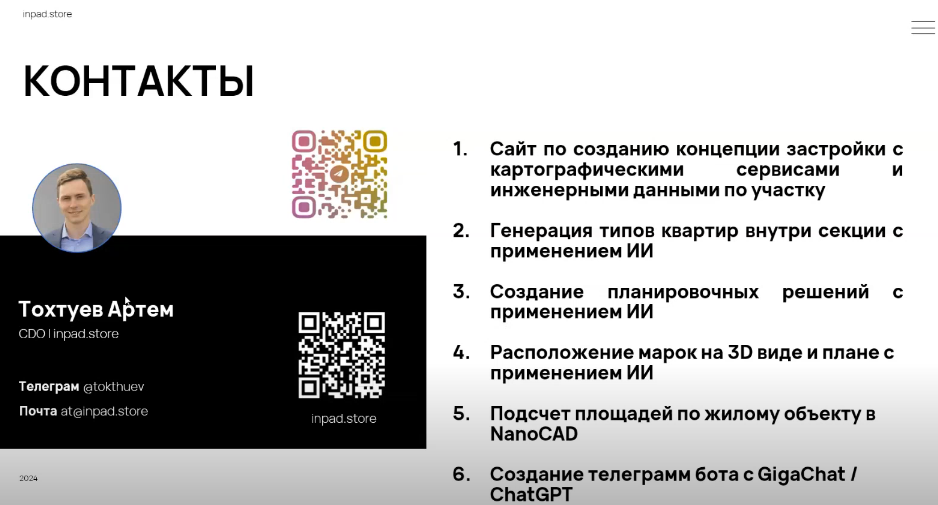 inpad.store
КОНТАКТЫ
Тохтуев Артем
CDO | inpad.store
Телеграм @tokthuev
Почта at@inpad.store
inpad.store
2024
1. Сайт по созданию концепции застройки с
картографическими сервисами и
инженерными данными по участку
2. Генерация типов квартир внутри секции с
применением ИИ
3. Создание планировочных решений с
применением ИИ
4. Расположение марок на 3D виде и плане с
применением ИИ
5. Подсчет площадей по жилому объекту в
NanoCAD
6. Создание телеграмм бота с GigaChat /
ChatGPT